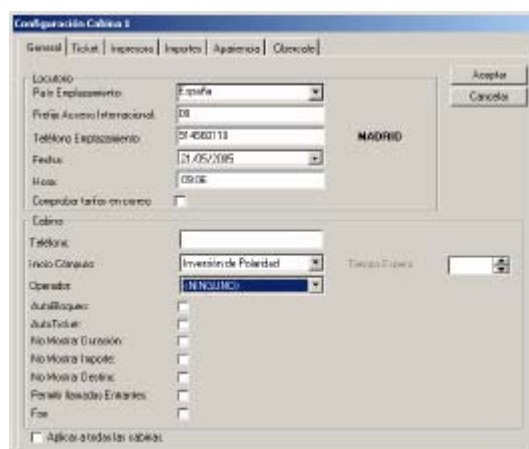 Configuración Cabina 1
General Ticket Impresora Importes Apariencia Cibercafe
Aceptar
Cancelar
Locutorio
País Emplazamiento: España
Prefijo Acceso Internacional: 00
Teléfono Emplazamiento: MADRID
Fecha: 21/05/2005
Hora: 09:06
Comprobar tarifas en correo
Cabina
Teléfono:
Inicio Cómputo: Inversión de Polaridad Tiempo Espera
Operador: <NINGUNO>
AutoBloqueo:
AutoTicket:
No Mostrar Duración:
No Mostrar Importe:
No Mostrar Destino:
Permitir llamadas Entrantes:
Fax
Aplicar a todas las cabinas